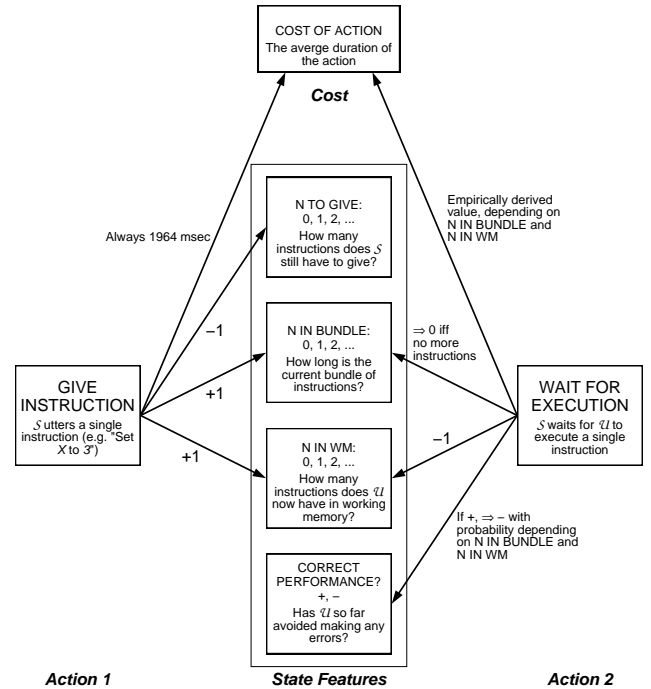 COST OF ACTION
The averge duration of
the action
Cost
Empirically derived
value, depending on
N IN BUNDLE and
N IN WM
Always 1964 msec
N TO GIVE:
0, 1, 2, ...
How many
instructions does S
still have to give?
−1
N IN BUNDLE:
0, 1, 2, ...
How long is the
current bundle of
instructions?
⇒ 0 iff
no more
instructions
+1
GIVE
INSTRUCTION
S utters a single
instruction (e.g. "Set
X to 3")
WAIT FOR
EXECUTION
S waits for U to
execute a single
instruction
+1
−1
N IN WM:
0, 1, 2, ...
How many
instructions does U
now have in working
memory?
If +, ⇒ − with
probability depending
on N IN BUNDLE and
N IN WM
CORRECT
PERFORMANCE?
+, −
Has U so far
avoided making any
errors?
Action 1
State Features
Action 2